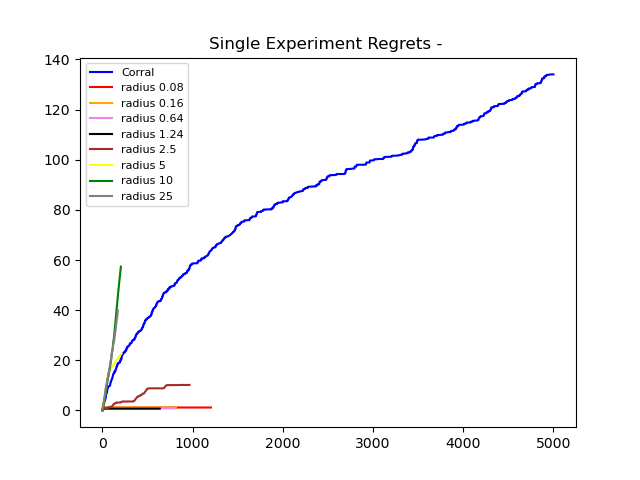 Single Experiment Regrets -
140
120
100
80
60
40
20
0
Corral
radius 0.08
radius 0.16
radius 0.64
radius 1.24
radius 2.5
radius 5
radius 10
radius 25
0 1000 2000 3000 4000 5000